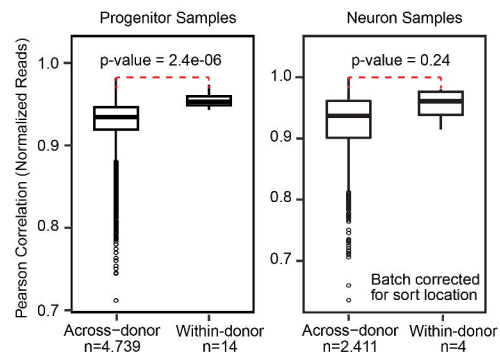 Progenitor Samples
Neuron Samples
Pearson Correlation (Normalized Reads)
p-value = 2.4e-06
1.0
0.9
0.8
0.7
Across-donor
n=4,739
Within-donor
n=14
p-value = 0.24
1.0
0.9
0.8
0.7
Batch corrected
for sort location
Across-donor
n=2,411
Within-donor
n=4